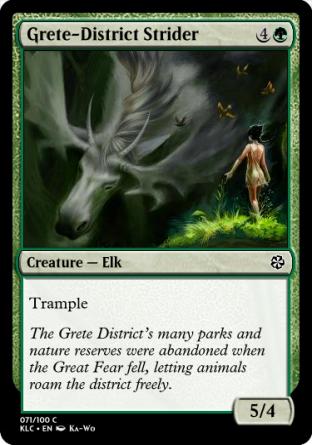 Grete-District Strider 4
Creature — Elk
Trample
The Grete District's many parks and
nature reserves were abandoned when
the Great Fear fell, letting animals
roam the district freely.
5/4
071/100 C
KLC • EN Ka-Wo